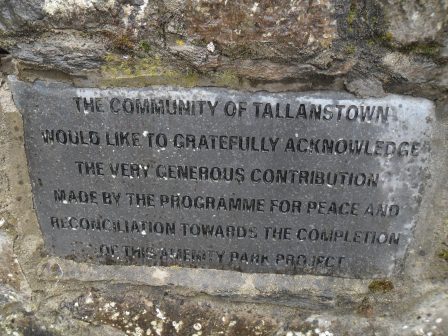 THE COMMUNITY OF TALLANSTOWN
WOULD LIKE TO GRATEFULLY ACKNOWLEDGE
THE VERY GENEROUS CONTRIBUTION
MADE BY THE PROGRAMME FOR PEACE AND
RECONCILIATION TOWARDS THE COMPLETION
OF THIS AMENITY PARK PROJECT